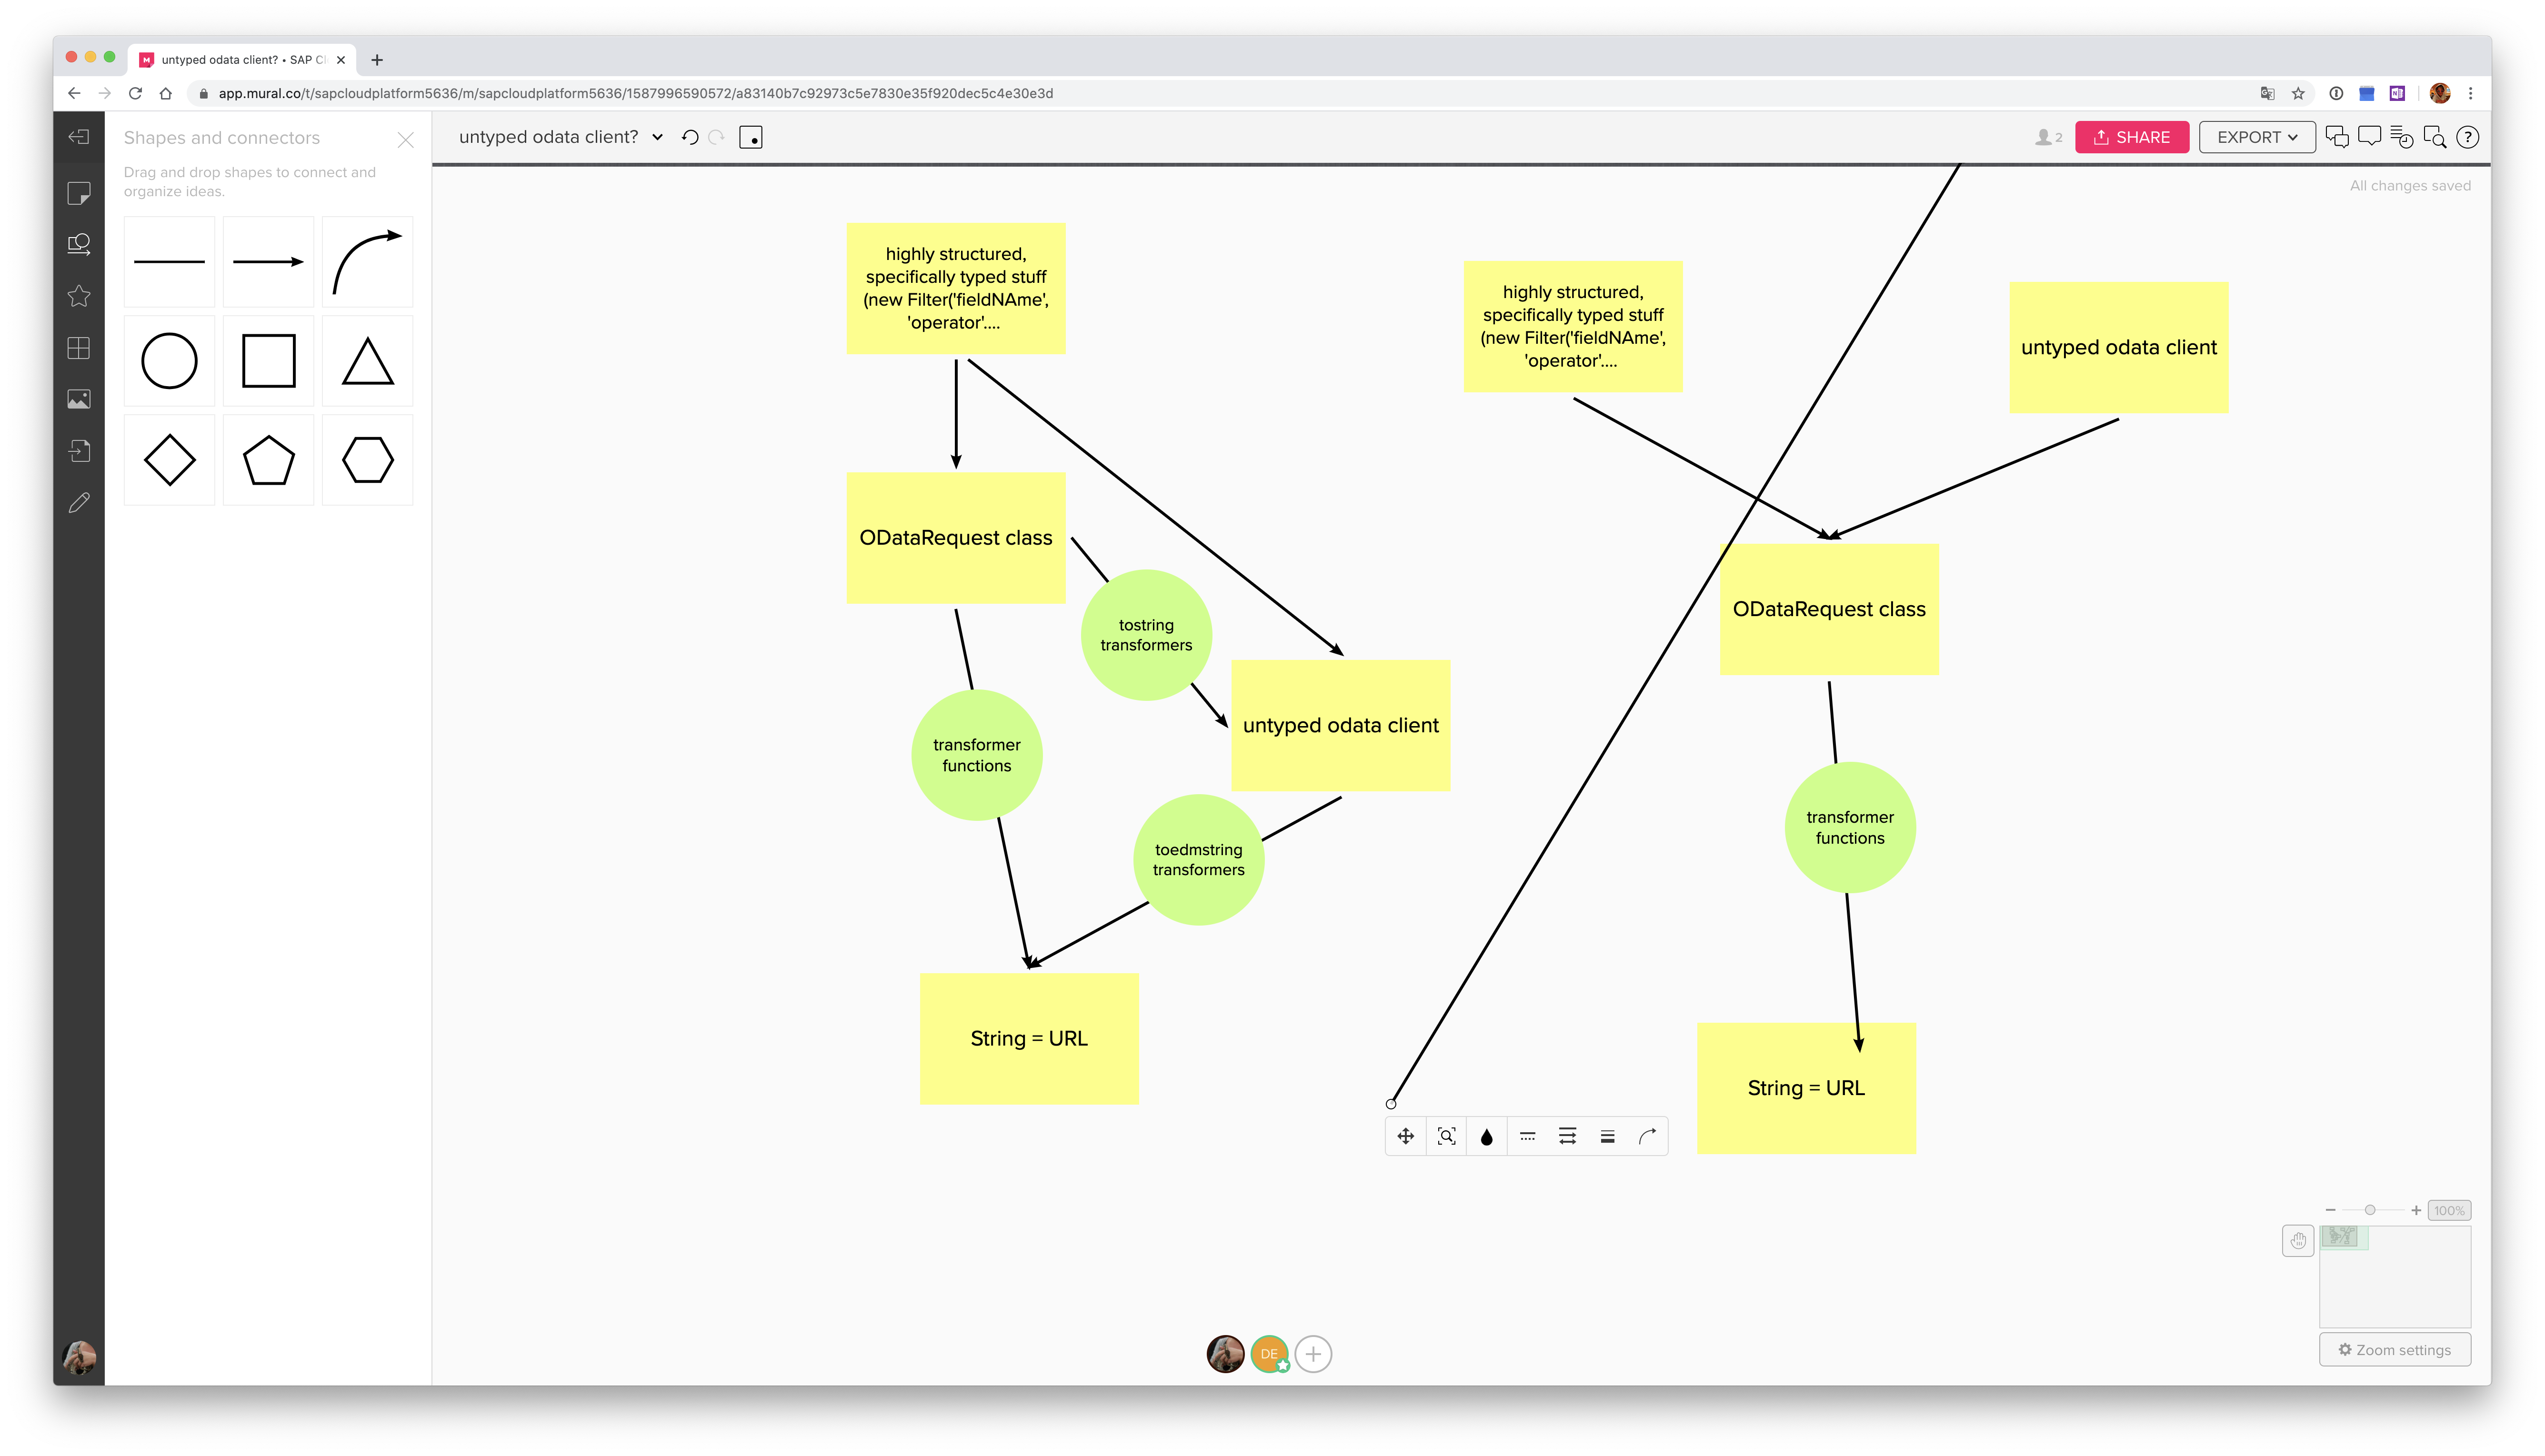 untyped odata client? • SAP Cl
app.mural.co/t/sapcloudplatform5636/m/sapcloudplatform5636/1587996590572/a83140b7c92973c5e7830e35f920dec5c4e30e3d
Shapes and connectors
Drag and drop shapes to connect and
organize ideas.
untyped odata client?
2
SHARE
EXPORT
?
All changes saved
highly structured,
specifically typed stuff
(new Filter('fieldNAme',
'operator'....
ODataRequest class
tostring
transformers
transformer
functions
untyped odata client
toedmstring
transformers
String = URL
highly structured,
specifically typed stuff
(new Filter('fieldNAme',
'operator'....
untyped odata client
ODataRequest class
transformer
functions
String = URL
100%
Zoom settings
DE